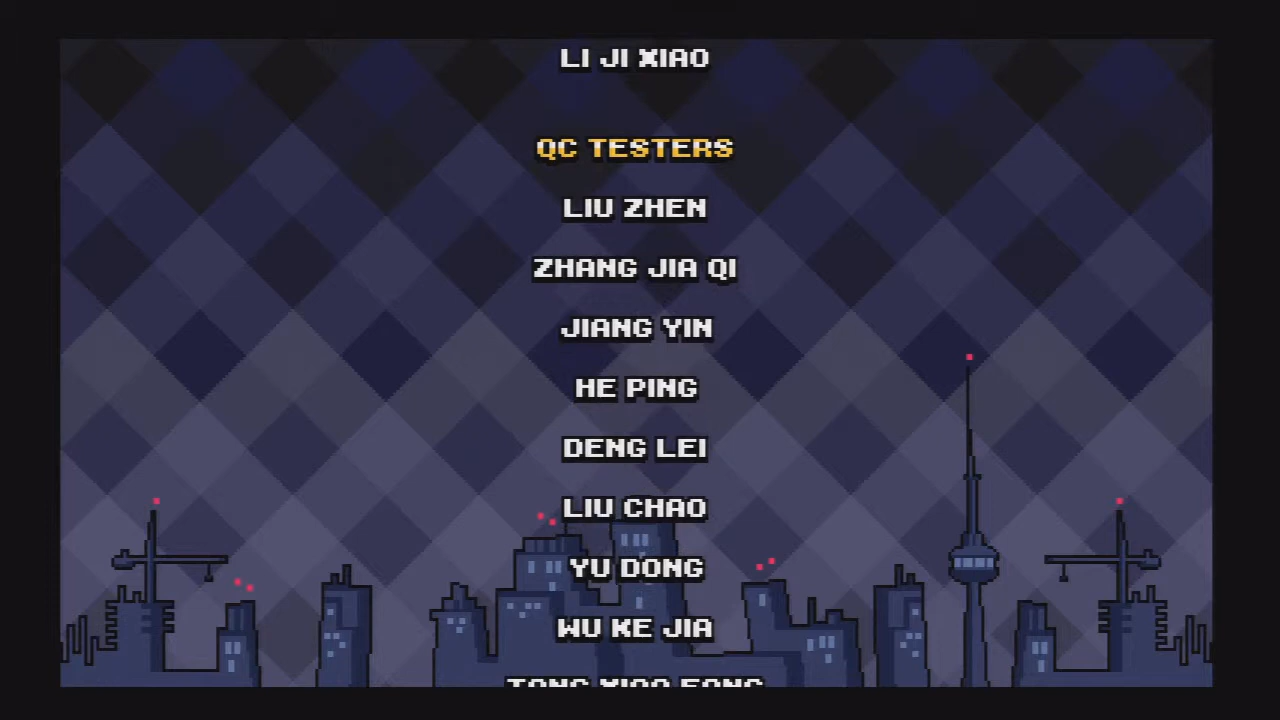 LI JI XIAO
QC TESTERS
LIU ZHEN
ZHANG JIA QI
JIANG YIN
HE PING
DENG LEI
LIU CHAO
YU DONG
WU KE JIA